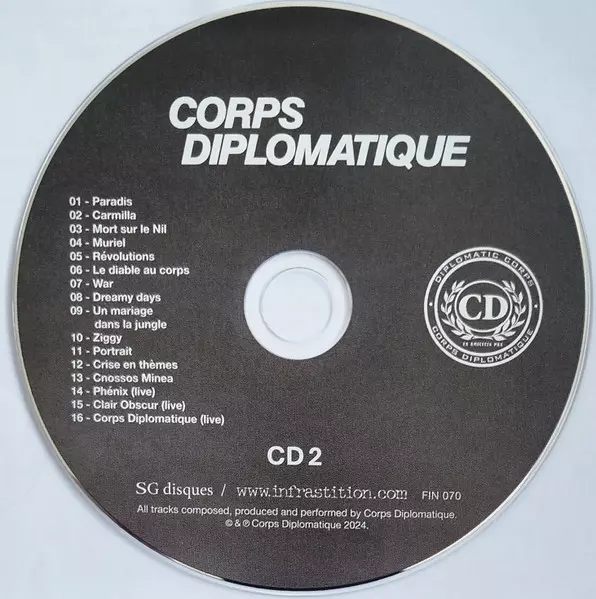 CORPS
DIPLOMATIQUE
01 - Paradis
02 - Carmilla
03 - Mort sur le Nil
04 - Muriel
05 - Révolutions
06 - Le diable au corps
07 - War
08 - Dreamy days
09 - Un mariage
dans la jungle
10 - Ziggy
11 - Portrait
12 - Crise en thèmes
13 - Cnossos Minea
14 - Phénix (live)
15 - Clair Obscur (live)
16 - Corps Diplomatique (live)
DIPLOMATIC CORPS
CD
CORPS DIPLOMATIQUE
CD 2
SG disques / www.infrastition.com FIN 070
All tracks composed, produced and performed by Corps Diplomatique.
© & ℗ Corps Diplomatique 2024.